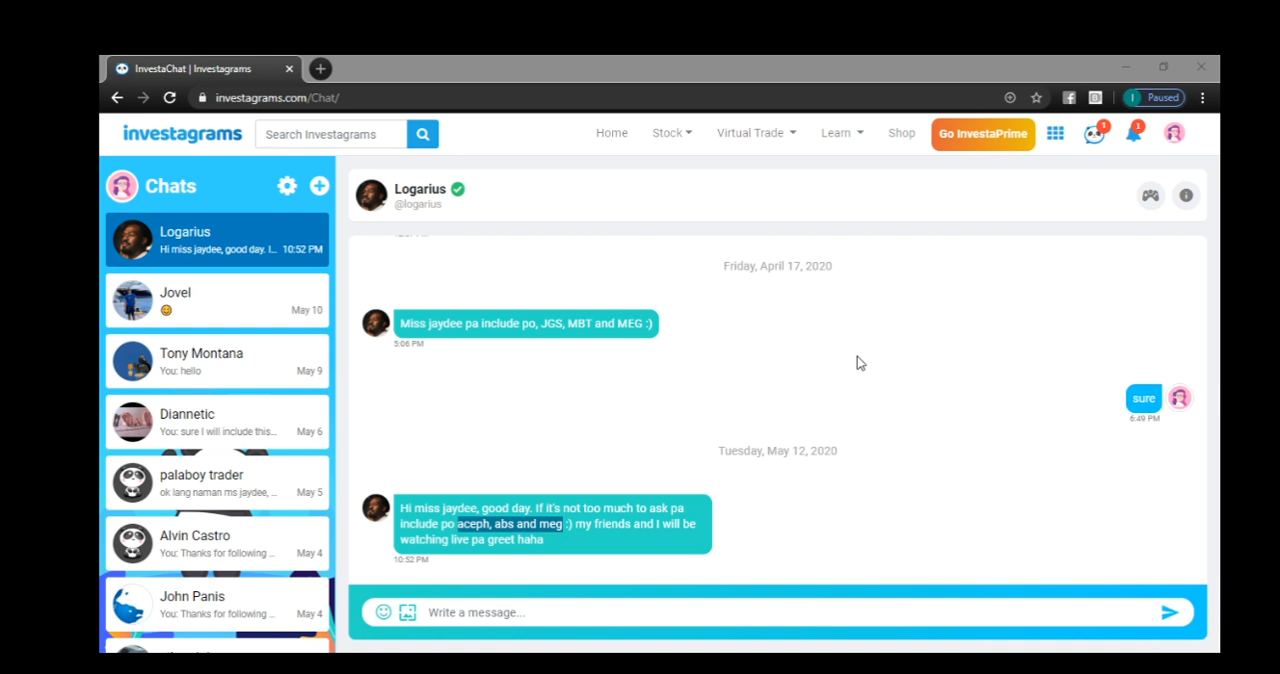 InvestaChat | Investagrams
investagrams.com/Chat/
Paused
investagrams
Search Investagrams
Home
Stock
Virtual Trade
Learn
Shop
Go InvestaPrime
1
1
Chats
Logarius
Hi miss jaydee, good day. I... 10:52 PM
Jovel
May 10
Tony Montana
You: hello May 9
Diannetic
You: sure I will include this... May 6
palaboy trader
ok lang naman ms jaydee, ... May 5
Alvin Castro
You: Thanks for following ... May 4
John Panis
You: Thanks for following ... May 4
Logarius
@logarius
Friday, April 17, 2020
Miss jaydee pa include po, JGS, MBT and MEG :)
5:06 PM
sure
6:49 PM
Tuesday, May 12, 2020
Hi miss jaydee, good day. If it's not too much to ask pa
include po aceph, abs and meg :) my friends and I will be
watching live pa greet haha
10:52 PM
Write a message...